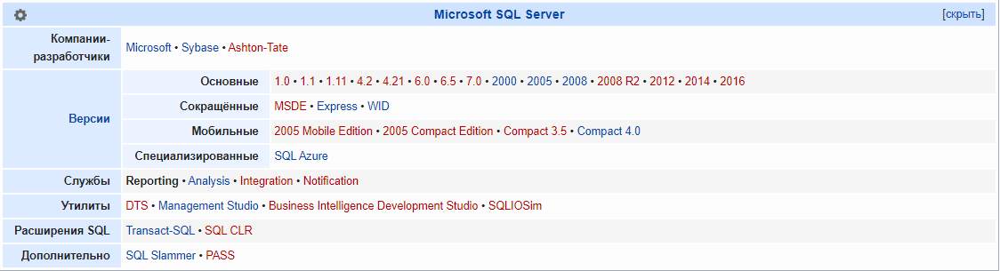 Microsoft SQL Server [скрыть]
Компании-
разработчики
Microsoft • Sybase • Ashton-Tate
Версии
Основные 1.0 • 1.1 • 1.11 • 4.2 • 4.21 • 6.0 • 6.5 • 7.0 • 2000 • 2005 • 2008 • 2008 R2 • 2012 • 2014 • 2016
Сокращённые MSDE • Express • WID
Мобильные 2005 Mobile Edition • 2005 Compact Edition • Compact 3.5 • Compact 4.0
Специализированные SQL Azure
Службы Reporting • Analysis • Integration • Notification
Утилиты DTS • Management Studio • Business Intelligence Development Studio • SQLIOSim
Расширения SQL Transact-SQL • SQL CLR
Дополнительно SQL Slammer • PASS